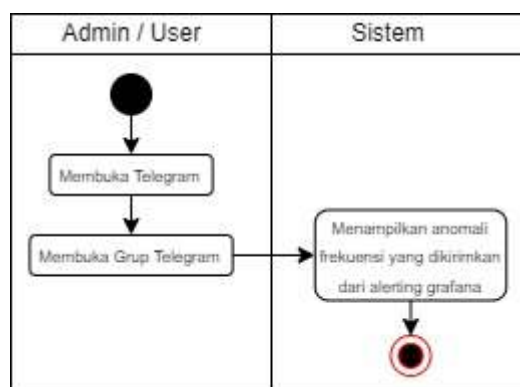 Admin / User
Sistem
Membuka Telegram
Membuka Grup Telegram
Menampilkan anomali
frekuensi yang dikirimkan
dari alerting grafana